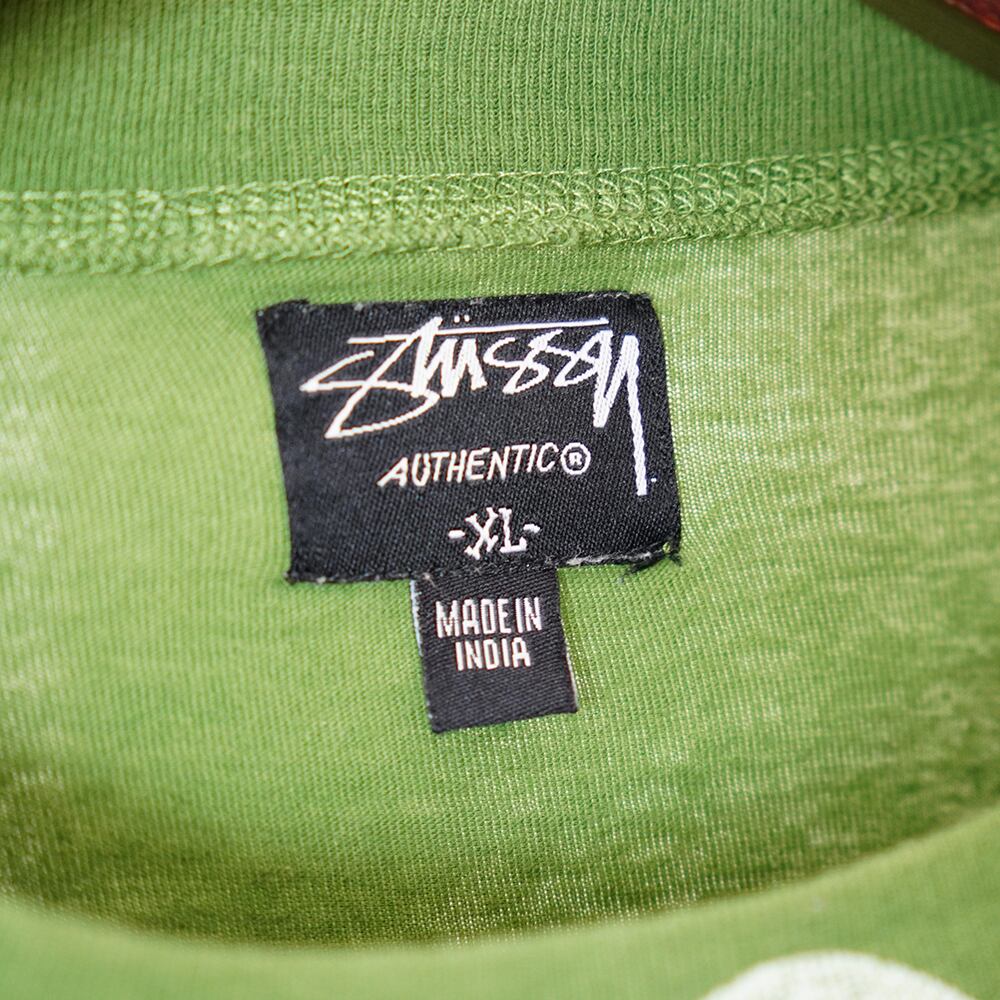 Stüssy
AUTHENTIC®
-XL-
MADE IN
INDIA